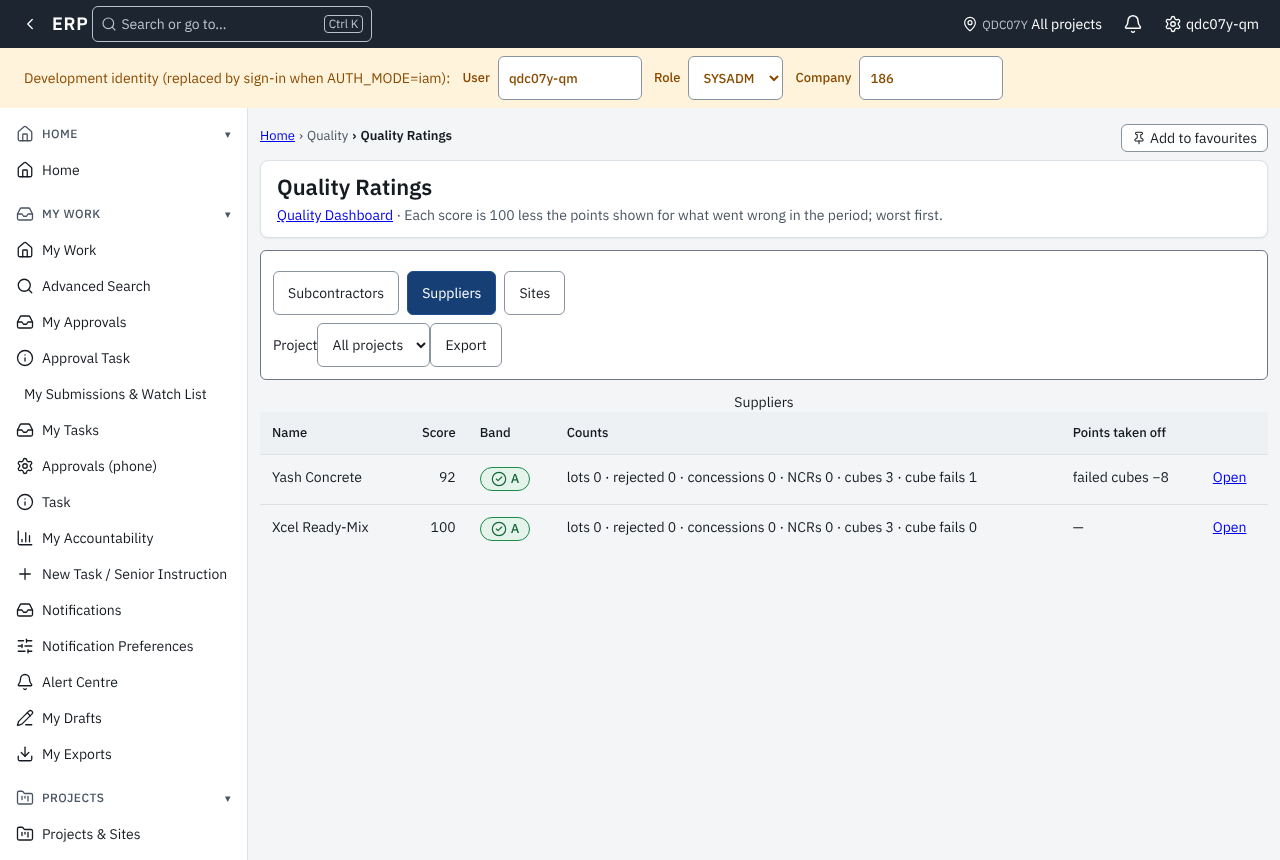 ERP Search or go to... Ctrl K QDC07Y All projects qdc07y-qm
Development identity (replaced by sign-in when AUTH_MODE=iam): User qdc07y-qm Role SYSADM Company 186
HOME ▾
Home
MY WORK ▾
My Work
Advanced Search
My Approvals
Approval Task
My Submissions & Watch List
My Tasks
Approvals (phone)
Task
My Accountability
New Task / Senior Instruction
Notifications
Notification Preferences
Alert Centre
My Drafts
My Exports
PROJECTS ▾
Projects & Sites
Home › Quality › Quality Ratings
Add to favourites
Quality Ratings
Quality Dashboard · Each score is 100 less the points shown for what went wrong in the period; worst first.
Subcontractors Suppliers Sites
Project All projects Export
Suppliers
Name Score Band Counts Points taken off
Yash Concrete 92 A lots 0 · rejected 0 · concessions 0 · NCRs 0 · cubes 3 · cube fails 1 failed cubes −8 Open
Xcel Ready-Mix 100 A lots 0 · rejected 0 · concessions 0 · NCRs 0 · cubes 3 · cube fails 0 — Open